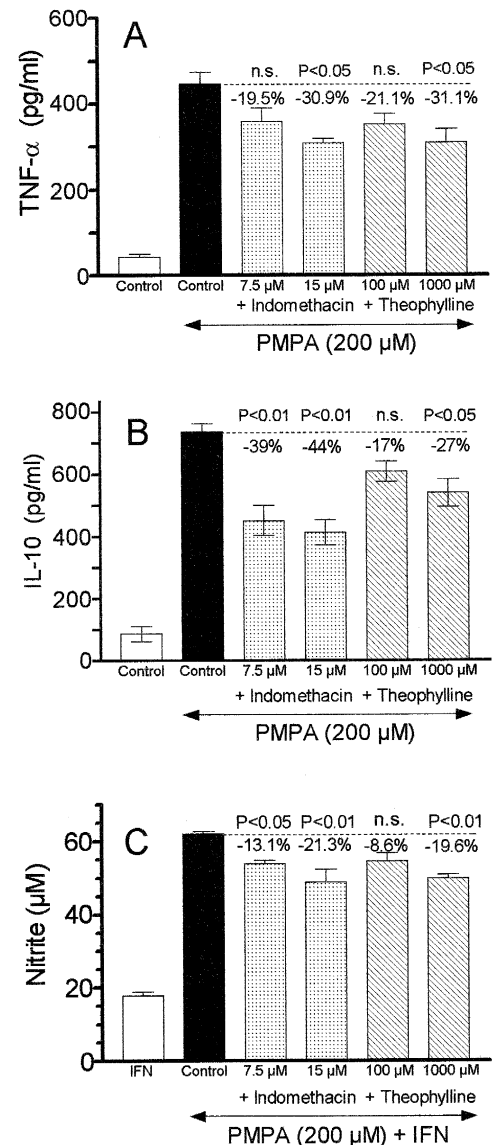 A
TNF-α (pg/ml)
600
400
200
0
n.s. P<0.05 n.s. P<0.05
-19.5% -30.9% -21.1% -31.1%
Control Control 7.5 µM 15 µM 100 µM 1000 µM
+ Indomethacin + Theophylline
PMPA (200 µM)
B
IL-10 (pg/ml)
800
600
400
200
0
P<0.01 P<0.01 n.s. P<0.05
-39% -44% -17% -27%
Control Control 7.5 µM 15 µM 100 µM 1000 µM
+ Indomethacin + Theophylline
PMPA (200 µM)
C
Nitrite (µM)
60
40
20
0
P<0.05 P<0.01 n.s. P<0.01
-13.1% -21.3% -8.6% -19.6%
IFN Control 7.5 µM 15 µM 100 µM 1000 µM
+ Indomethacin + Theophylline
PMPA (200 µM) + IFN